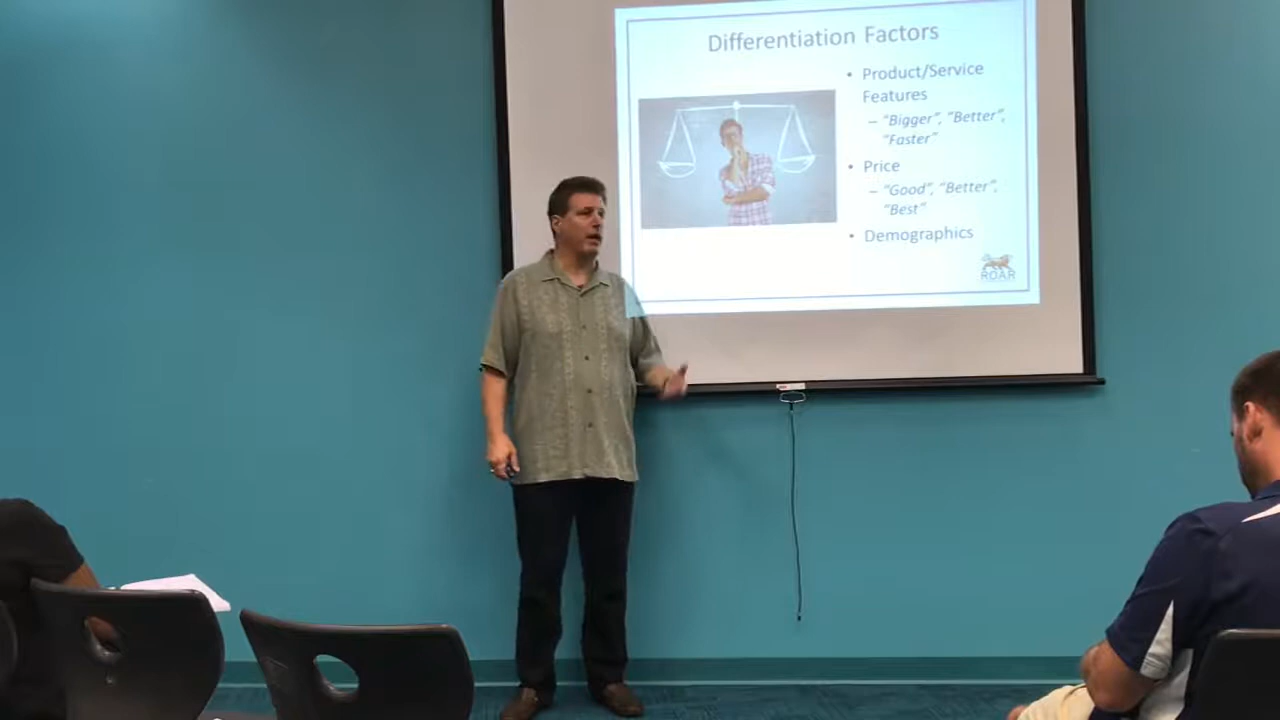 Differentiation Factors
• Product/Service
Features
– "Bigger", "Better",
"Faster"
• Price
– "Good", "Better",
"Best"
• Demographics
ROAR